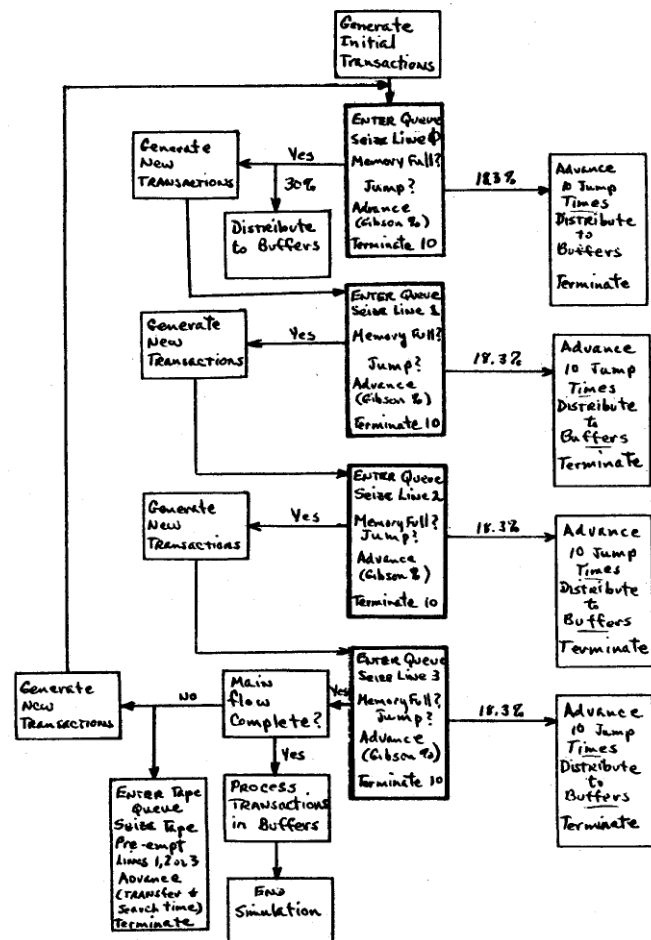 Generate
Initial
Transactions
ENTER QUEUE
Seize Line 0
Memory Full?
Jump?
Advance
(Gibson %)
Terminate 10
Yes
30%
Generate
New
TRANSACTIONS
Distribute
to Buffers
18.3%
Advance
10 Jump
Times
Distribute
to
Buffers
Terminate
ENTER QUEUE
Seize Line 1
Memory Full?
Jump?
Advance
(Gibson %)
Terminate 10
Yes
Generate
New
TRANSACTIONS
18.3%
Advance
10 Jump
Times
Distribute
to
Buffers
Terminate
ENTER QUEUE
Seize Line 2
Memory Full?
Jump?
Advance
(Gibson %)
Terminate 10
Yes
Generate
New
TRANSACTIONS
18.3%
Advance
10 Jump
Times
Distribute
to
Buffers
Terminate
ENTER QUEUE
Seize Line 3
Memory Full?
Jump?
Advance
(Gibson %)
Terminate 10
Yes
18.3%
Advance
10 Jump
Times
Distribute
to
Buffers
Terminate
Main
flow
Complete?
NO
Generate
New
TRANSACTIONS
Yes
ENTER Tape
Queue
Seize Tape
Pre-empt
Lines 1, 2 or 3
Advance
(TRANSfer +
Search time)
Terminate
PROCESS
TRANSACTIONS
in Buffers
END
Simulation